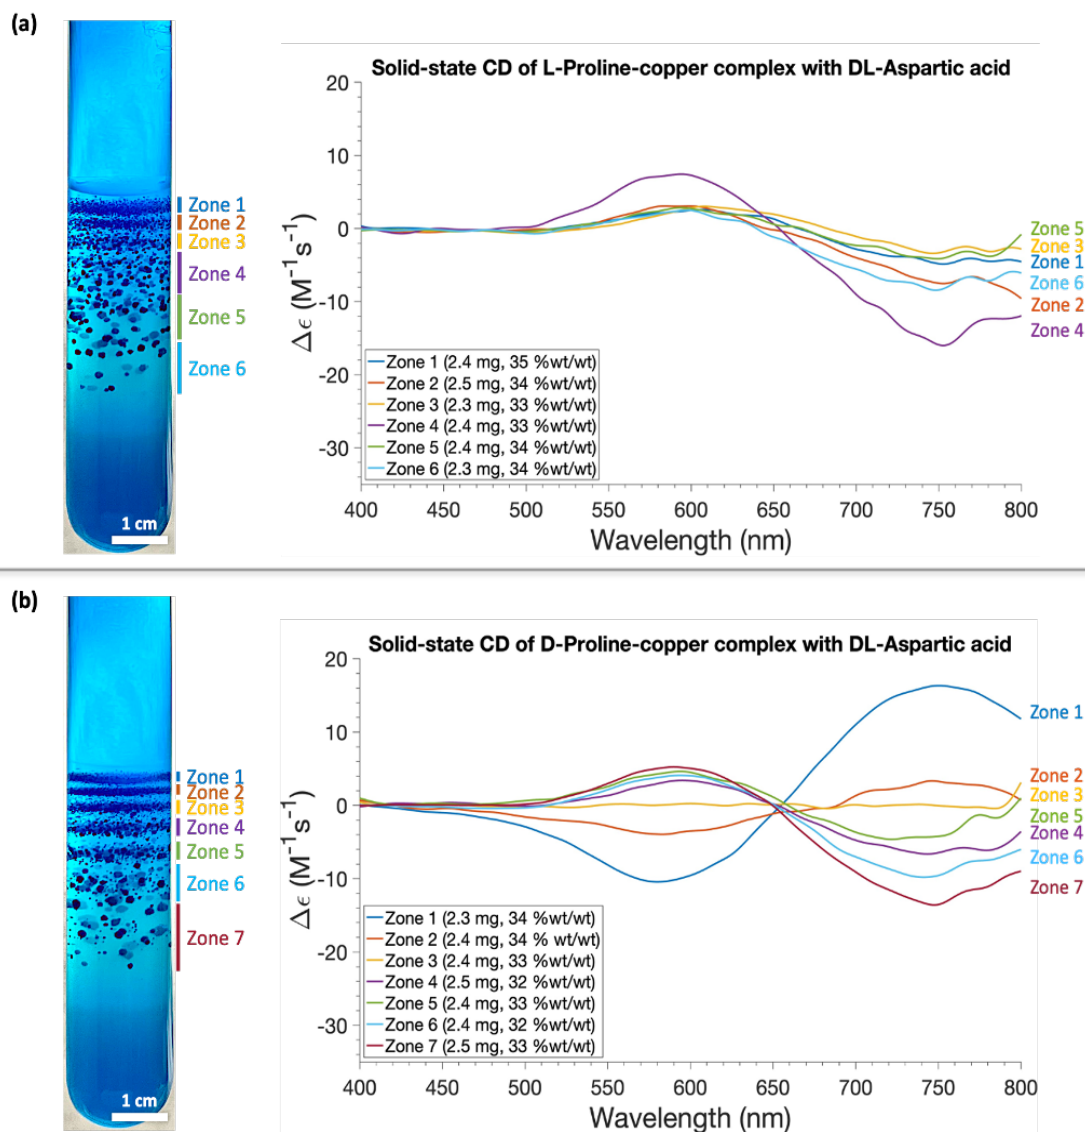 (a)
Solid-state CD of L-Proline-copper complex with DL-Aspartic acid
Zone 1
Zone 2
Zone 3
Zone 4
Zone 5
Zone 6
1 cm
20
10
0
-10
-20
-30
Δϵ (M⁻¹s⁻¹)
Zone 5
Zone 3
Zone 1
Zone 6
Zone 2
Zone 4
Zone 1 (2.4 mg, 35 %wt/wt)
Zone 2 (2.5 mg, 34 %wt/wt)
Zone 3 (2.3 mg, 33 %wt/wt)
Zone 4 (2.4 mg, 33 %wt/wt)
Zone 5 (2.4 mg, 34 %wt/wt)
Zone 6 (2.3 mg, 34 %wt/wt)
400 450 500 550 600 650 700 750 800
Wavelength (nm)
(b)
Solid-state CD of D-Proline-copper complex with DL-Aspartic acid
Zone 1
Zone 2
Zone 3
Zone 4
Zone 5
Zone 6
Zone 7
1 cm
20
10
0
-10
-20
-30
Δϵ (M⁻¹s⁻¹)
Zone 1
Zone 2
Zone 3
Zone 5
Zone 4
Zone 6
Zone 7
Zone 1 (2.3 mg, 34 %wt/wt)
Zone 2 (2.4 mg, 34 % wt/wt)
Zone 3 (2.4 mg, 33 %wt/wt)
Zone 4 (2.5 mg, 32 %wt/wt)
Zone 5 (2.4 mg, 33 %wt/wt)
Zone 6 (2.4 mg, 32 %wt/wt)
Zone 7 (2.5 mg, 33 %wt/wt)
400 450 500 550 600 650 700 750 800
Wavelength (nm)